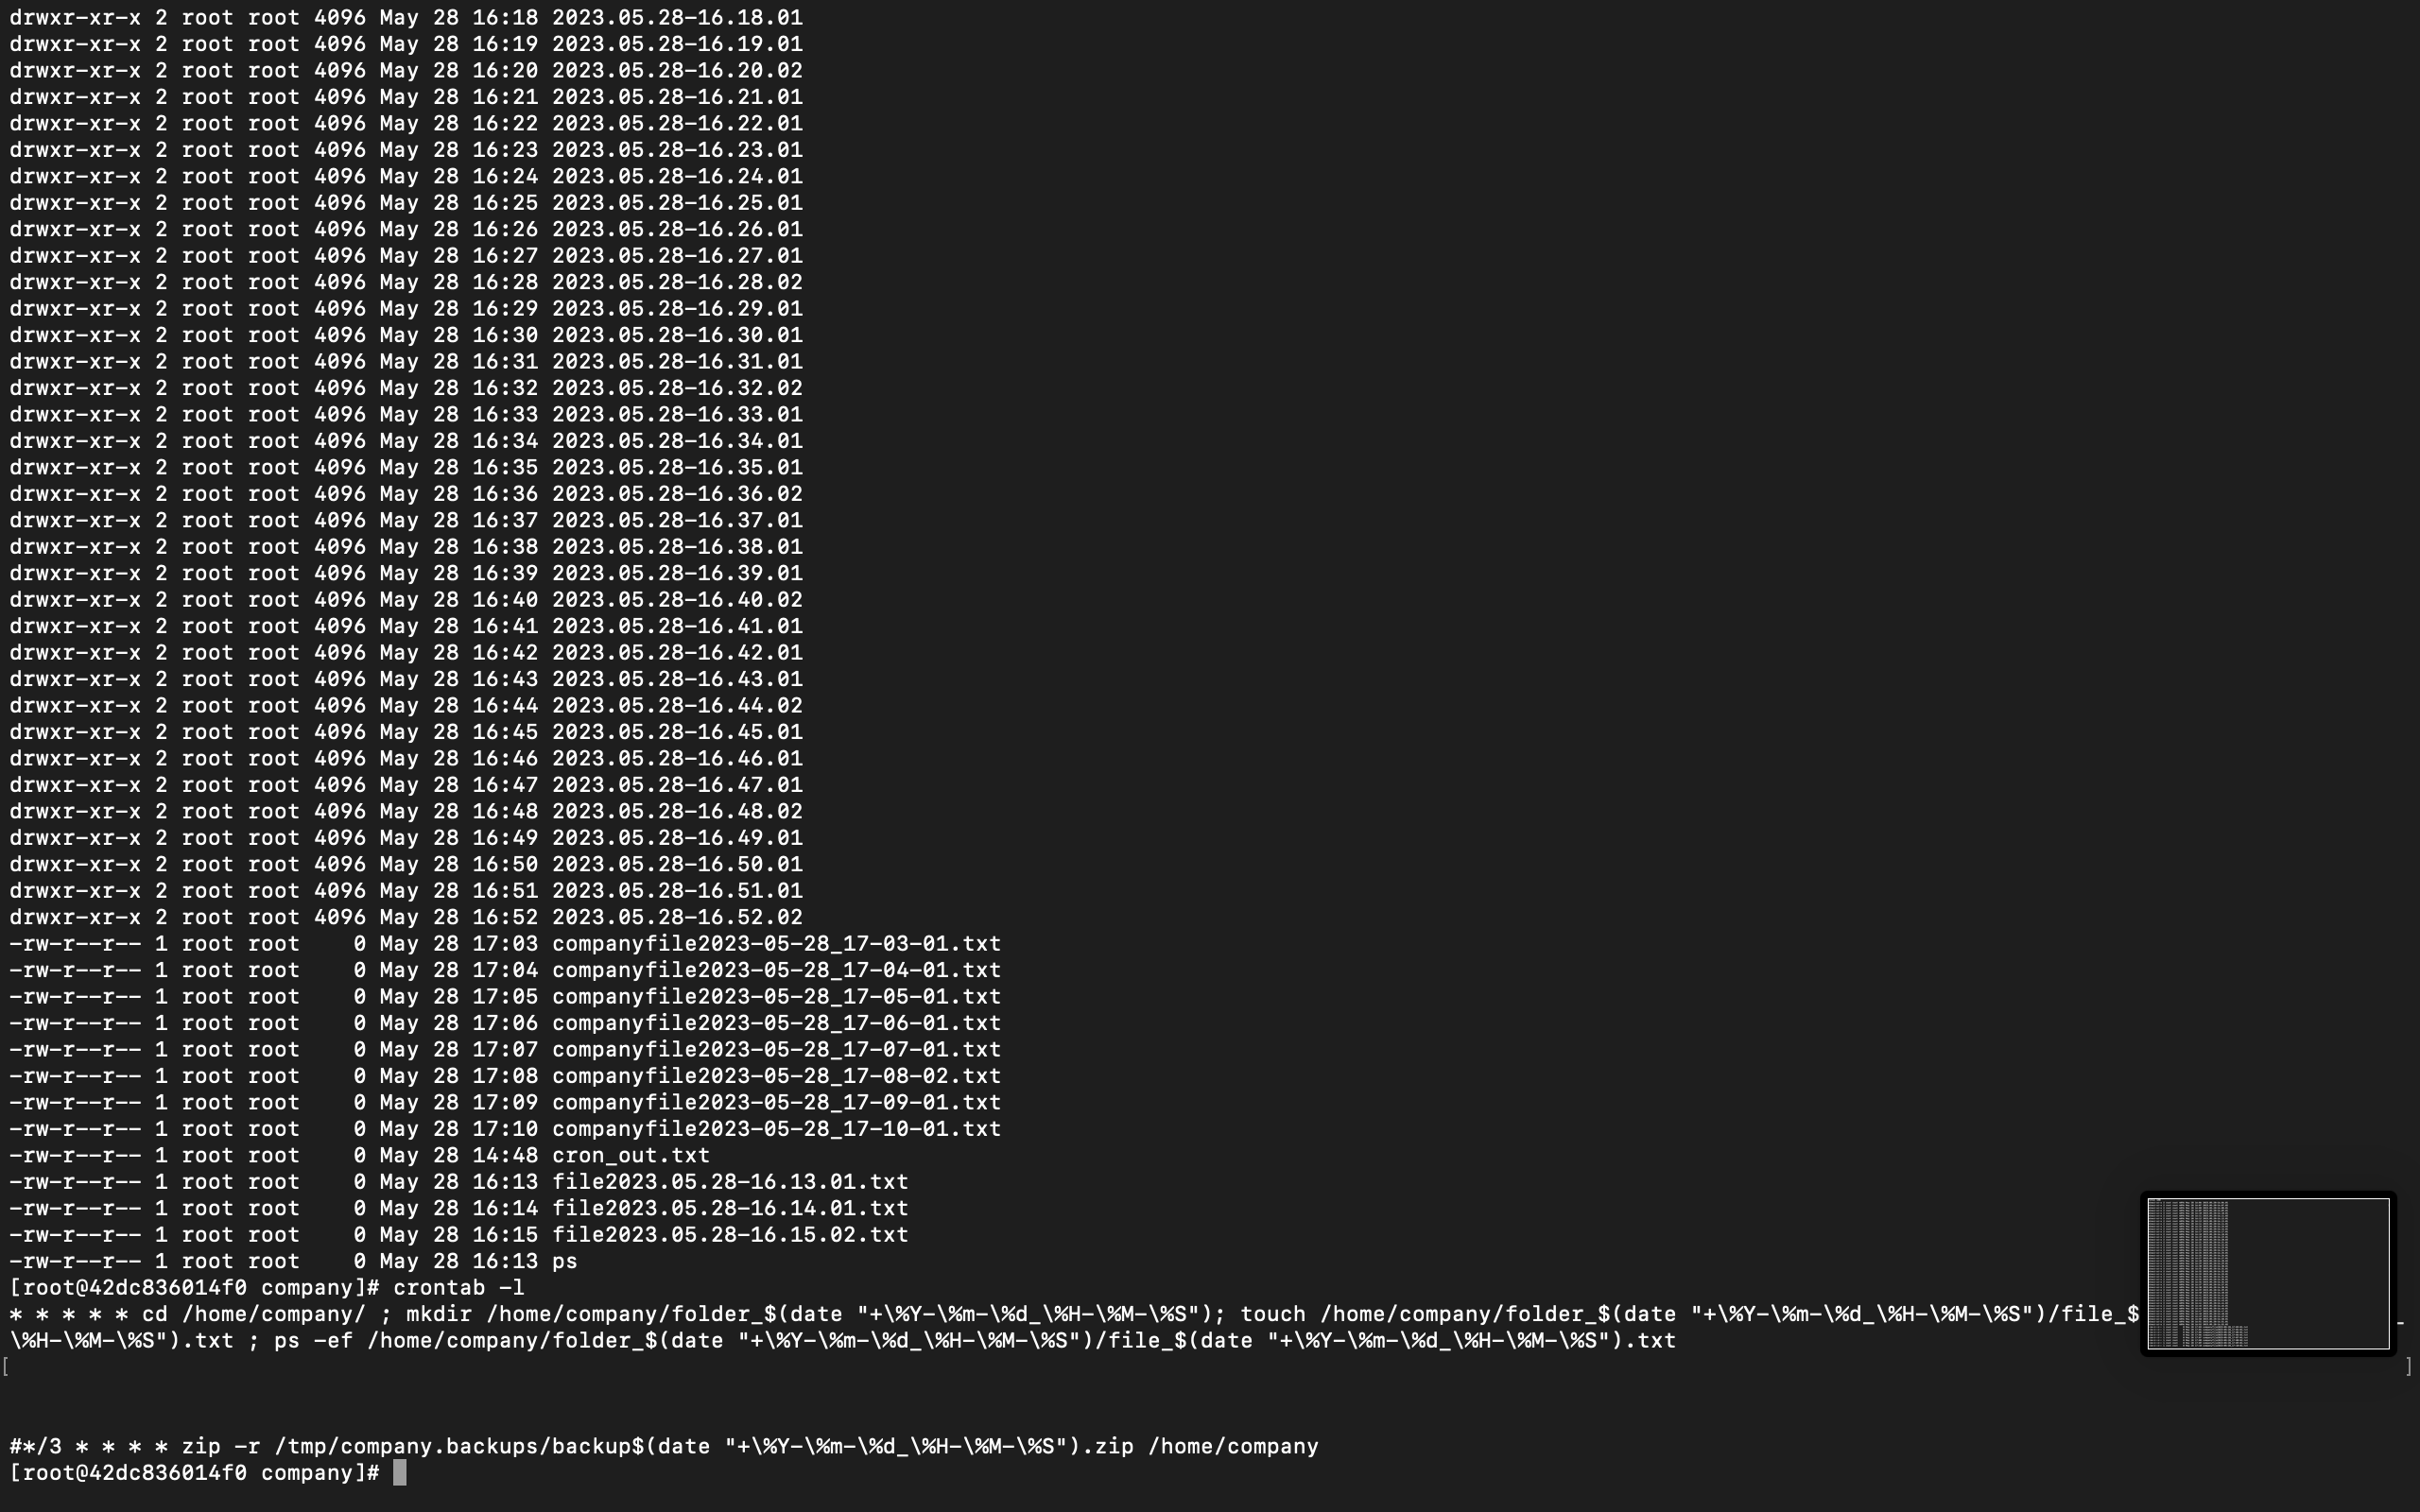 drwxr-xr-x 2 root root 4096 May 28 16:18 2023.05.28-16.18.01
drwxr-xr-x 2 root root 4096 May 28 16:19 2023.05.28-16.19.01
drwxr-xr-x 2 root root 4096 May 28 16:20 2023.05.28-16.20.02
drwxr-xr-x 2 root root 4096 May 28 16:21 2023.05.28-16.21.01
drwxr-xr-x 2 root root 4096 May 28 16:22 2023.05.28-16.22.01
drwxr-xr-x 2 root root 4096 May 28 16:23 2023.05.28-16.23.01
drwxr-xr-x 2 root root 4096 May 28 16:24 2023.05.28-16.24.01
drwxr-xr-x 2 root root 4096 May 28 16:25 2023.05.28-16.25.01
drwxr-xr-x 2 root root 4096 May 28 16:26 2023.05.28-16.26.01
drwxr-xr-x 2 root root 4096 May 28 16:27 2023.05.28-16.27.01
drwxr-xr-x 2 root root 4096 May 28 16:28 2023.05.28-16.28.02
drwxr-xr-x 2 root root 4096 May 28 16:29 2023.05.28-16.29.01
drwxr-xr-x 2 root root 4096 May 28 16:30 2023.05.28-16.30.01
drwxr-xr-x 2 root root 4096 May 28 16:31 2023.05.28-16.31.01
drwxr-xr-x 2 root root 4096 May 28 16:32 2023.05.28-16.32.02
drwxr-xr-x 2 root root 4096 May 28 16:33 2023.05.28-16.33.01
drwxr-xr-x 2 root root 4096 May 28 16:34 2023.05.28-16.34.01
drwxr-xr-x 2 root root 4096 May 28 16:35 2023.05.28-16.35.01
drwxr-xr-x 2 root root 4096 May 28 16:36 2023.05.28-16.36.02
drwxr-xr-x 2 root root 4096 May 28 16:37 2023.05.28-16.37.01
drwxr-xr-x 2 root root 4096 May 28 16:38 2023.05.28-16.38.01
drwxr-xr-x 2 root root 4096 May 28 16:39 2023.05.28-16.39.01
drwxr-xr-x 2 root root 4096 May 28 16:40 2023.05.28-16.40.02
drwxr-xr-x 2 root root 4096 May 28 16:41 2023.05.28-16.41.01
drwxr-xr-x 2 root root 4096 May 28 16:42 2023.05.28-16.42.01
drwxr-xr-x 2 root root 4096 May 28 16:43 2023.05.28-16.43.01
drwxr-xr-x 2 root root 4096 May 28 16:44 2023.05.28-16.44.02
drwxr-xr-x 2 root root 4096 May 28 16:45 2023.05.28-16.45.01
drwxr-xr-x 2 root root 4096 May 28 16:46 2023.05.28-16.46.01
drwxr-xr-x 2 root root 4096 May 28 16:47 2023.05.28-16.47.01
drwxr-xr-x 2 root root 4096 May 28 16:48 2023.05.28-16.48.02
drwxr-xr-x 2 root root 4096 May 28 16:49 2023.05.28-16.49.01
drwxr-xr-x 2 root root 4096 May 28 16:50 2023.05.28-16.50.01
drwxr-xr-x 2 root root 4096 May 28 16:51 2023.05.28-16.51.01
drwxr-xr-x 2 root root 4096 May 28 16:52 2023.05.28-16.52.02
-rw-r--r-- 1 root root    0 May 28 17:03 companyfile2023-05-28_17-03-01.txt
-rw-r--r-- 1 root root    0 May 28 17:04 companyfile2023-05-28_17-04-01.txt
-rw-r--r-- 1 root root    0 May 28 17:05 companyfile2023-05-28_17-05-01.txt
-rw-r--r-- 1 root root    0 May 28 17:06 companyfile2023-05-28_17-06-01.txt
-rw-r--r-- 1 root root    0 May 28 17:07 companyfile2023-05-28_17-07-01.txt
-rw-r--r-- 1 root root    0 May 28 17:08 companyfile2023-05-28_17-08-02.txt
-rw-r--r-- 1 root root    0 May 28 17:09 companyfile2023-05-28_17-09-01.txt
-rw-r--r-- 1 root root    0 May 28 17:10 companyfile2023-05-28_17-10-01.txt
-rw-r--r-- 1 root root    0 May 28 14:48 cron_out.txt
-rw-r--r-- 1 root root    0 May 28 16:13 file2023.05.28-16.13.01.txt
-rw-r--r-- 1 root root    0 May 28 16:14 file2023.05.28-16.14.01.txt
-rw-r--r-- 1 root root    0 May 28 16:15 file2023.05.28-16.15.02.txt
-rw-r--r-- 1 root root    0 May 28 16:13 ps
[root@42dc836014f0 company]# crontab -l
* * * * * cd /home/company/ ; mkdir /home/company/folder_$(date "+\%Y-\%m-\%d_\%H-\%M-\%S"); touch /home/company/folder_$(date "+\%Y-\%m-\%d_\%H-\%M-\%S")/file_$ _
\%H-\%M-\%S").txt ; ps -ef /home/company/folder_$(date "+\%Y-\%m-\%d_\%H-\%M-\%S")/file_$(date "+\%Y-\%m-\%d_\%H-\%M-\%S").txt
[ ]
#*/3 * * * * zip -r /tmp/company.backups/backup$(date "+\%Y-\%m-\%d_\%H-\%M-\%S").zip /home/company
[root@42dc836014f0 company]#